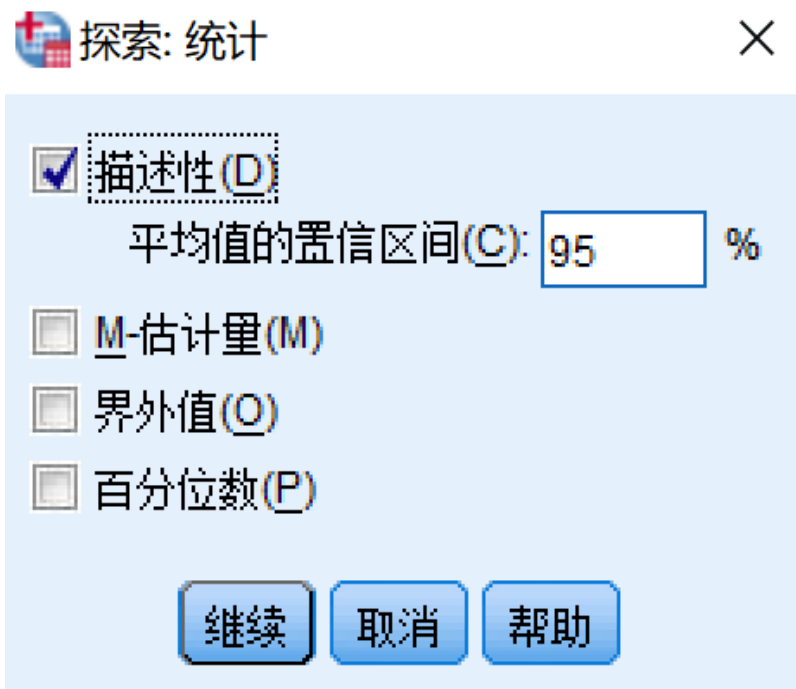 探索: 统计
描述性(D)
平均值的置信区间(C): 95 %
M-估计量(M)
界外值(O)
百分位数(P)
继续 取消 帮助